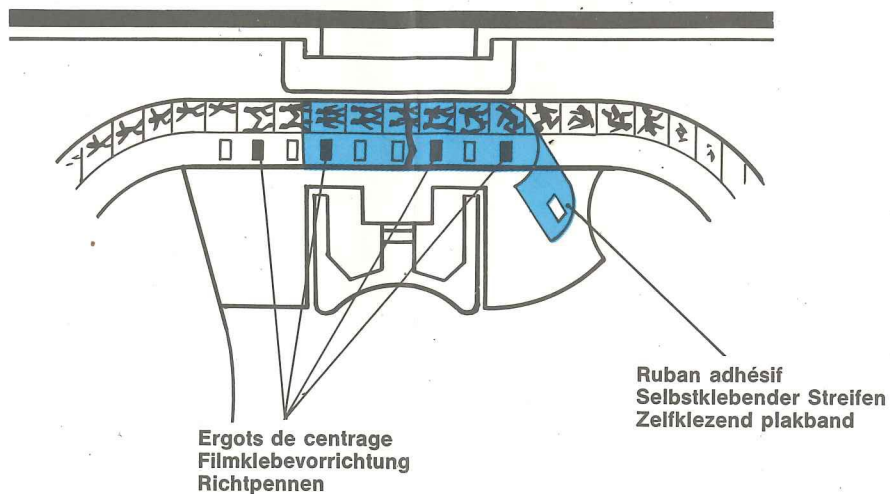 Ruban adhésif
Selbstklebender Streifen
Zelfklezend plakband
Ergots de centrage
Filmklebevorrichtung
Richtpennen